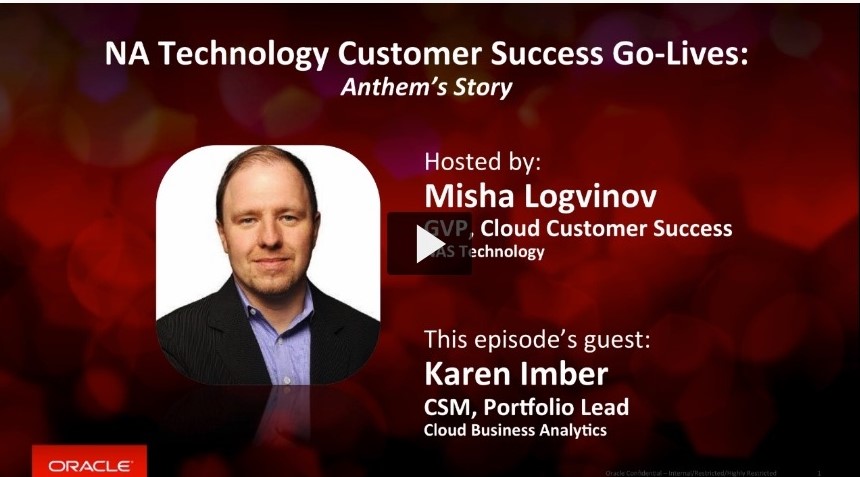 NA Technology Customer Success Go-Lives:
Anthem's Story
Hosted by:
Misha Logvinov
GVP, Cloud Customer Success
NAS Technology
This episode's guest:
Karen Imber
CSM, Portfolio Lead
Cloud Business Analytics
ORACLE
Oracle Confidential – Internal/Restricted/Highly Restricted
1